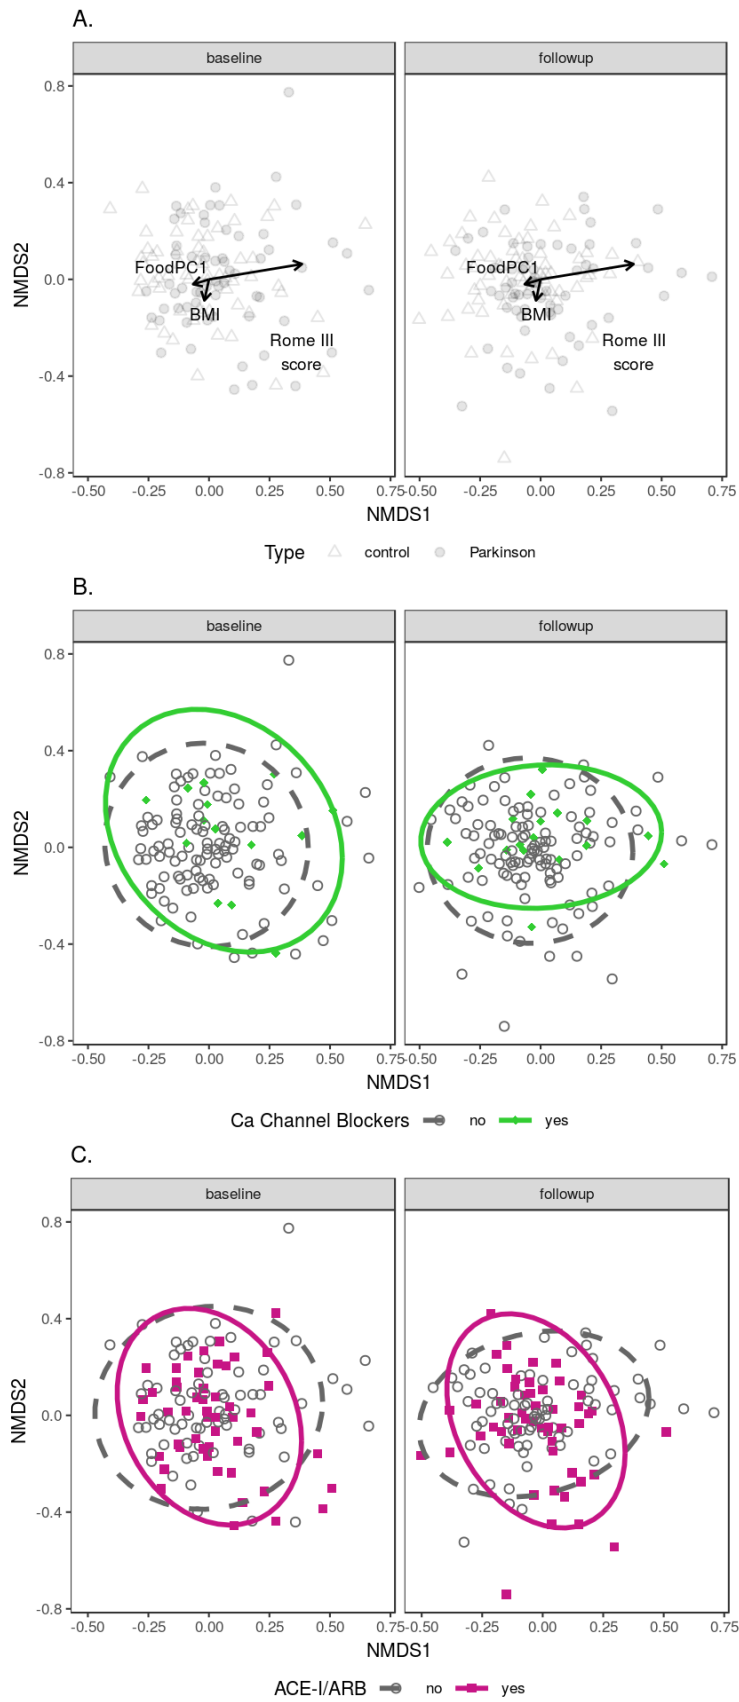 A.
baseline followup
0.8
0.4
0.0
-0.4
-0.8
NMDS2
FoodPC1 FoodPC1
BMI BMI
Rome III Rome III
score score
-0.50 -0.25 0.00 0.25 0.75-0.50 -0.25 0.00 0.25 0.50 0.75
NMDS1
Type control Parkinson
B.
baseline followup
0.8
0.4
0.0
-0.4
-0.8
NMDS2
-0.50 -0.25 0.00 0.25 0.75-0.50 -0.25 0.00 0.25 0.50 0.75
NMDS1
Ca Channel Blockers no yes
C.
baseline followup
0.8
0.4
0.0
-0.4
-0.8
NMDS2
-0.50 -0.25 0.00 0.25 0.75-0.50 -0.25 0.00 0.25 0.50 0.75
NMDS1
ACE-I/ARB no yes